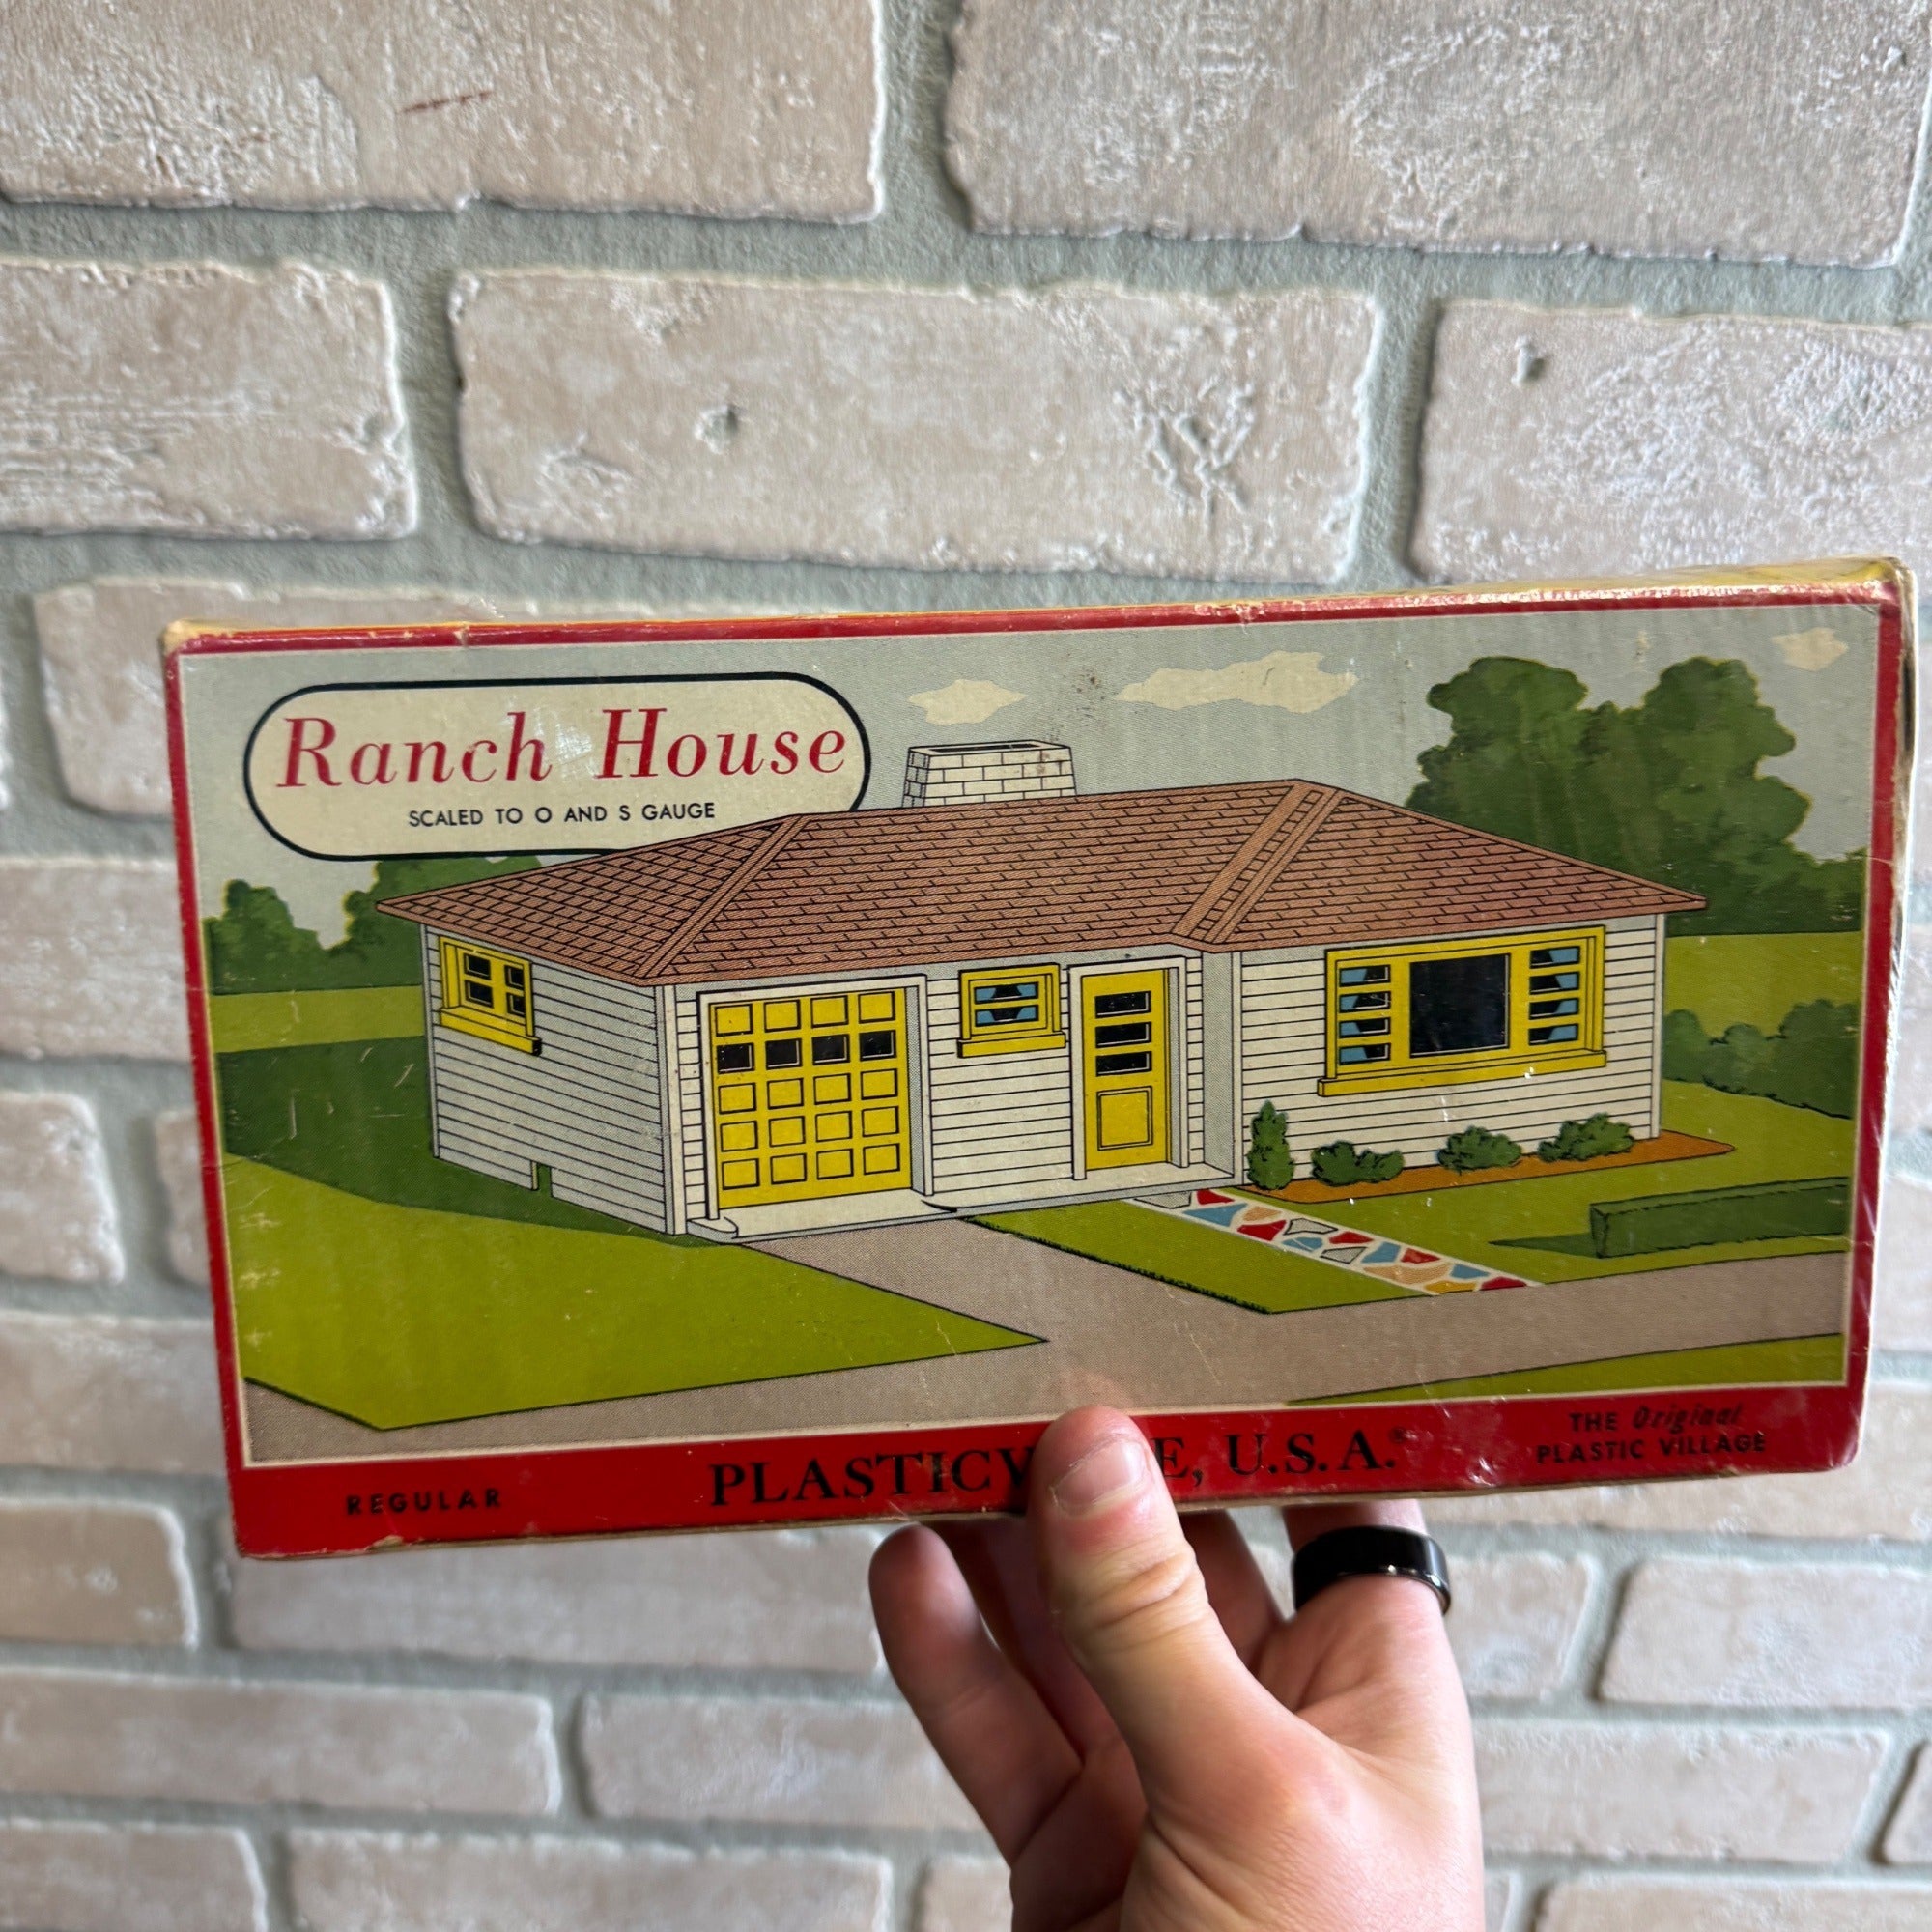 Ranch House
SCALED TO O AND S GAUGE
REGULAR
U.S.A.®
THE Original
PLASTIC VILLAGE